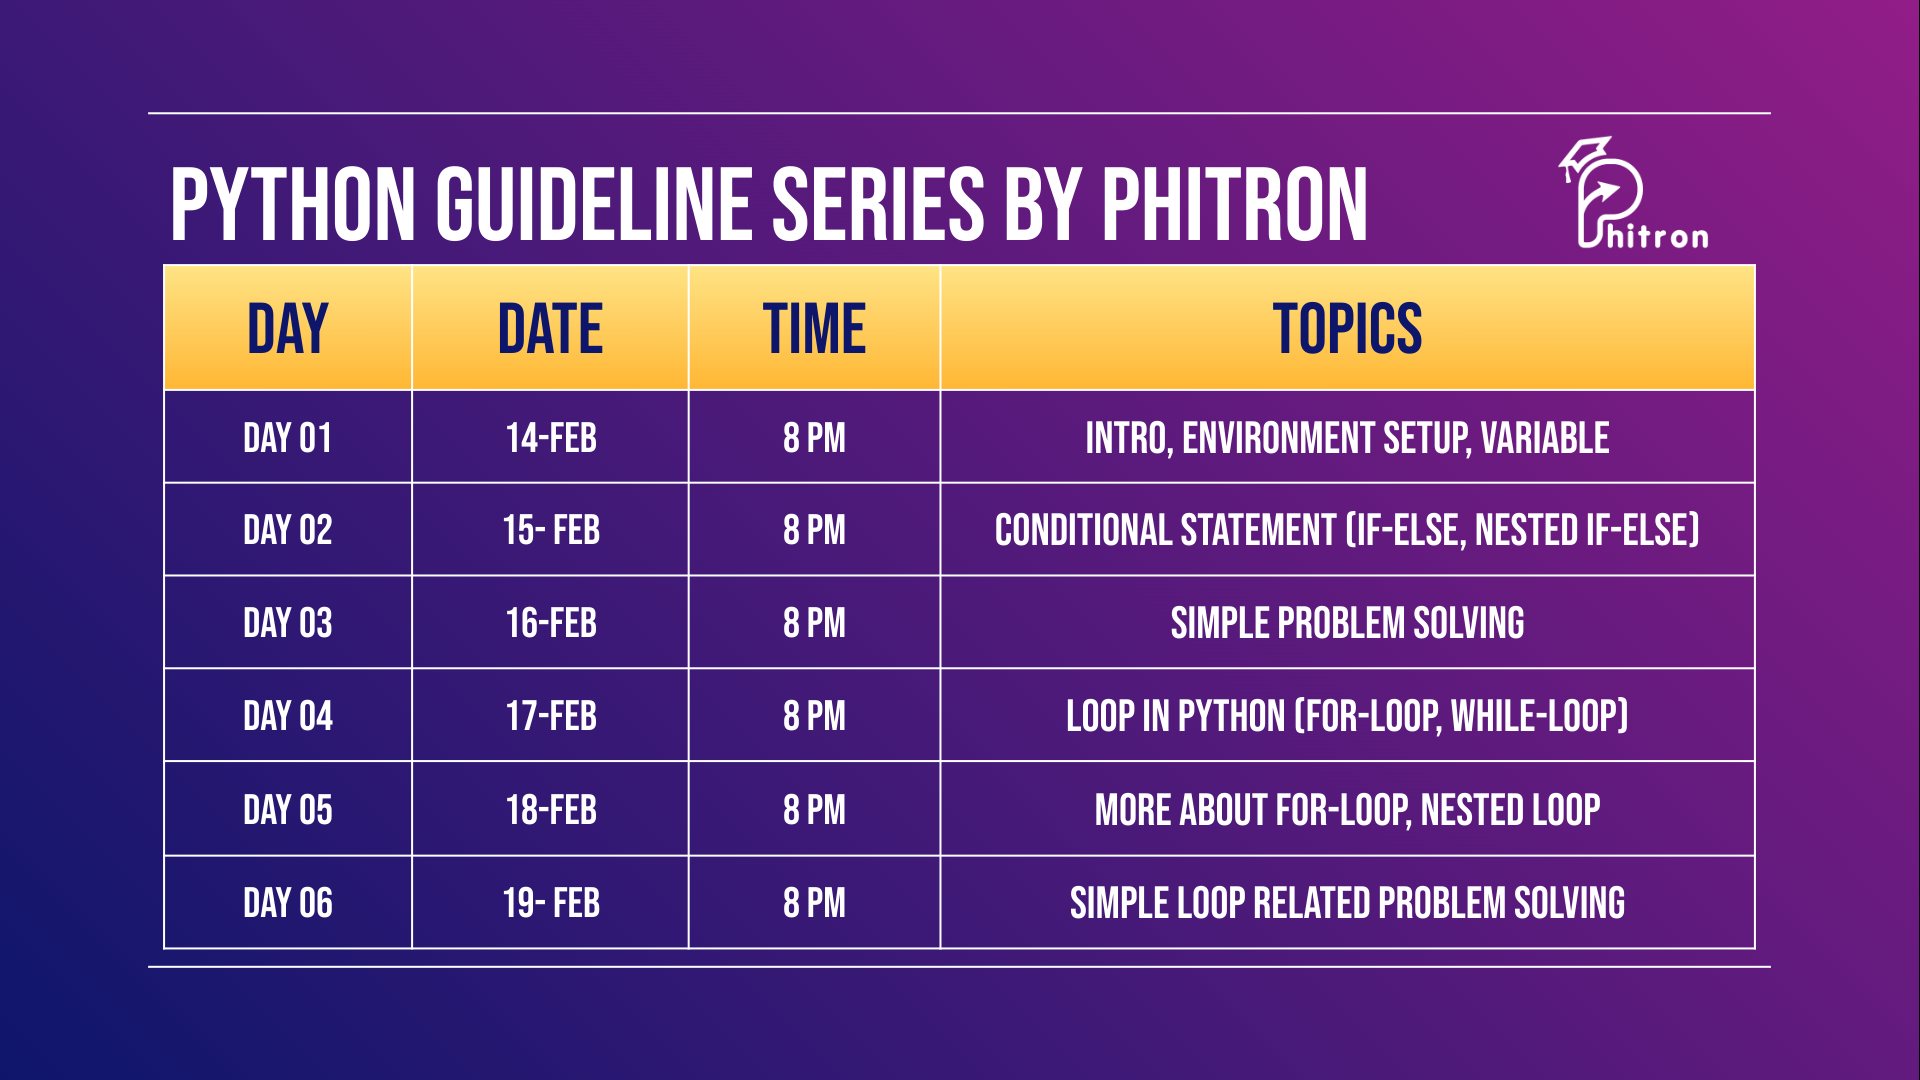 PYTHON GUIDELINE SERIES BY PHITRON
Phitron
DAY DATE TIME TOPICS
DAY 01 14-FEB 8 PM INTRO, ENVIRONMENT SETUP, VARIABLE
DAY 02 15- FEB 8 PM CONDITIONAL STATEMENT (IF-ELSE, NESTED IF-ELSE)
DAY 03 16-FEB 8 PM SIMPLE PROBLEM SOLVING
DAY 04 17-FEB 8 PM LOOP IN PYTHON (FOR-LOOP, WHILE-LOOP)
DAY 05 18-FEB 8 PM MORE ABOUT FOR-LOOP, NESTED LOOP
DAY 06 19- FEB 8 PM SIMPLE LOOP RELATED PROBLEM SOLVING